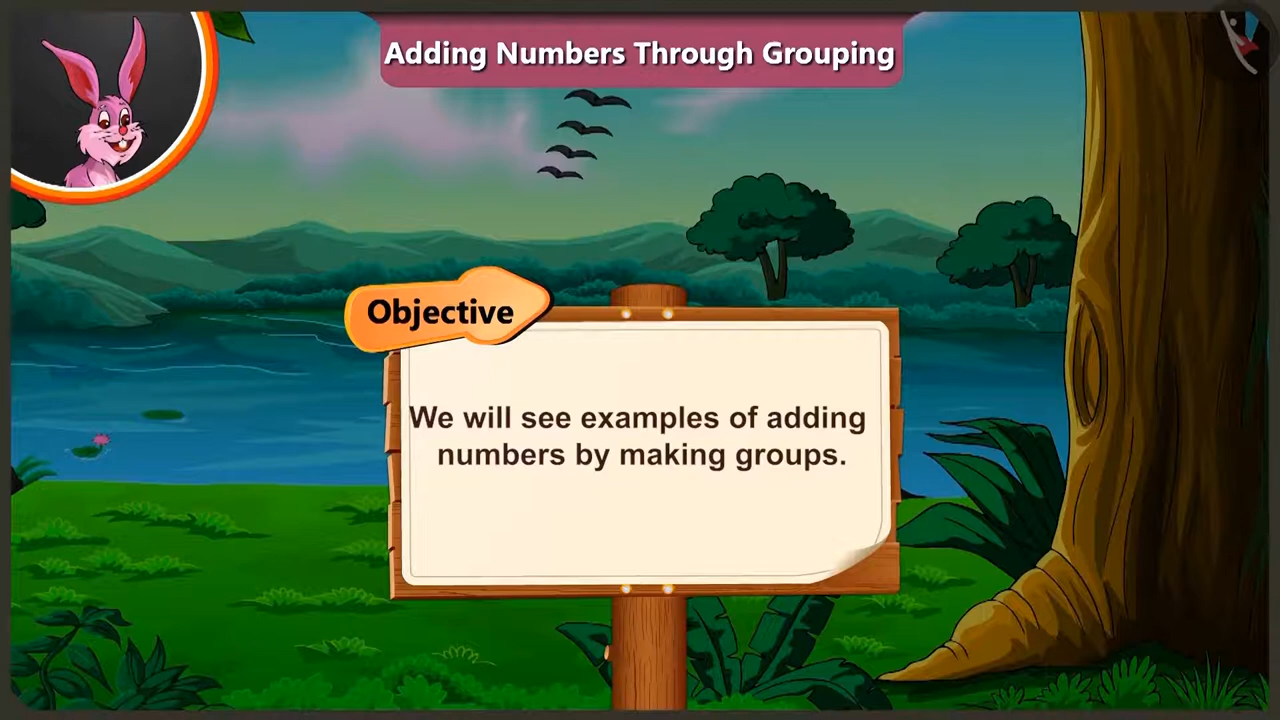 Adding Numbers Through Grouping
Objective
We will see examples of adding
numbers by making groups.